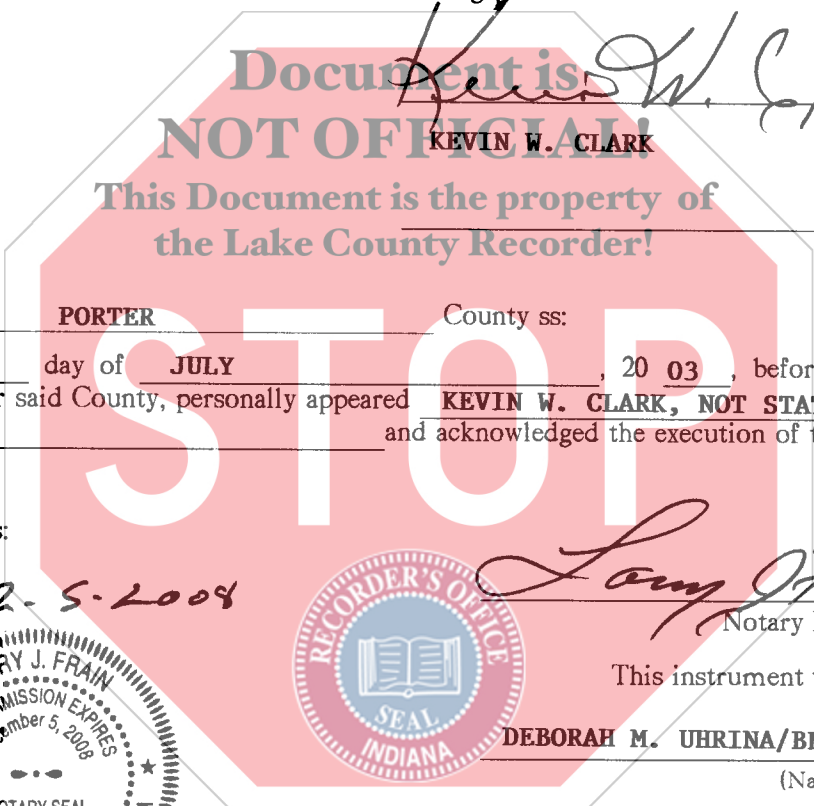 Document is
NOT OFFICIAL!
KEVIN W. CLARK
This Document is the property of
the Lake County Recorder!
PORTER County ss:
day of JULY , 20 03 , befor
said County, personally appeared KEVIN W. CLARK, NOT STAT
and acknowledged the execution of t
STOP
2-5-2008
RECORDER'S OFFICE
SEAL
INDIANA
Notary
This instrument
RY J. FRAIN
MISSION EXPIRES
ember 5, 2008
OTARY SEAL
DEBORAH M. UHRINA/
(Na